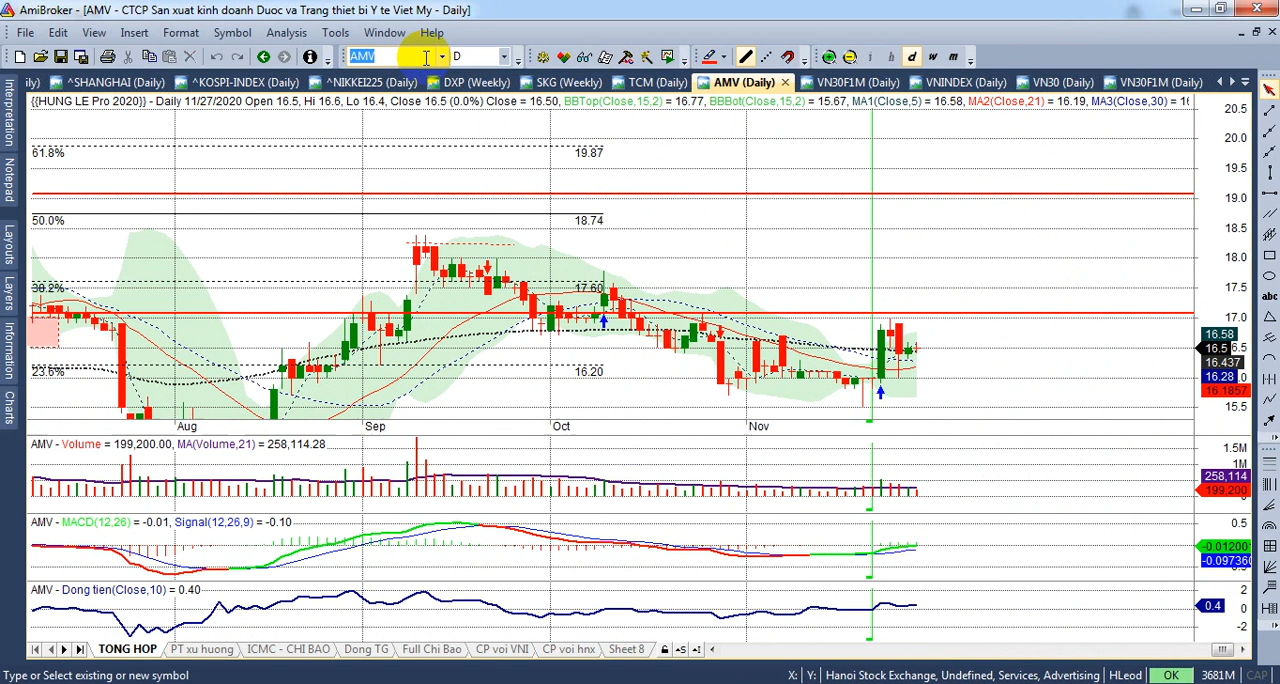 AmiBroker - [AMV - CTCP San xuat kinh doanh Duoc va Trang thiet bi Y te Viet My - Daily]
File Edit View Insert Format Symbol Analysis Tools Window Help
AMV D i d w m
ily) ^SHANGHAI (Daily) ^KOSPI-INDEX (Daily) ^NIKKEI225 (Daily) DXP (Weekly) SKG (Weekly) TCM (Daily) AMV (Daily) VN30F1M (Daily) VNINDEX (Daily) VN30 (Daily) VN30F1M (Daily)
{{HUNG LE Pro 2020}} - Daily 11/27/2020 Open 16.5, Hi 16.6, Lo 16.4, Close 16.5 (0.0%) Close = 16.50, BBTop(Close,15,2) = 16.77, BBBot(Close,15,2) = 15.67, MA1(Close,5) = 16.58, MA2(Close,21) = 16.19, MA3(Close,30) = 16
Interpretation
Notepad
Layouts
Layers
Information
Charts
abc
20.5
20.0
61.8% 19.87
19.5
19.0
50.0% 18.74
18.5
18.0
17.5
38.2% 17.60
17.0
16.58
16.5
16.437
16.28
16.1857
23.6% 16.20
15.5
Aug Sep Oct Nov
AMV - Volume = 199,200.00, MA(Volume,21) = 258,114.28
1.5M
1M
258,114
199,200
AMV - MACD(12,26) = -0.01, Signal(12,26,9) = -0.10
0.5
-0.01200
-0.09736
AMV - Dong tien(Close,10) = 0.40
2
0.4
0
-2
TONG HOP PT xu huong ICMC - CHI BAO Dong TG Full Chi Bao CP voi VNI CP voi hnx Sheet 8
Type or Select existing or new symbol X: Y: Hanoi Stock Exchange, Undefined, Services, Advertising HLeod OK 3681M CAP